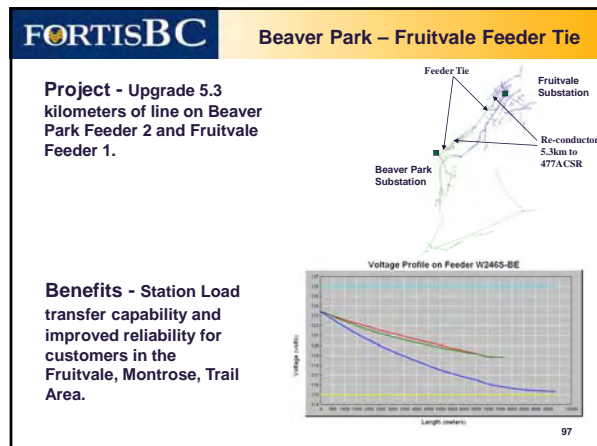 FORTISBC
Beaver Park – Fruitvale Feeder Tie
Project - Upgrade 5.3
kilometers of line on Beaver
Park Feeder 2 and Fruitvale
Feeder 1.
Feeder Tie
Fruitvale
Substation
Re-conductor
5.3km to
477ACSR
Beaver Park
Substation
Benefits - Station Load
transfer capability and
improved reliability for
customers in the
Fruitvale, Montrose, Trail
Area.
Voltage Profile on Feeder W246S-BE
Voltage (volts)
Length (meters)
97